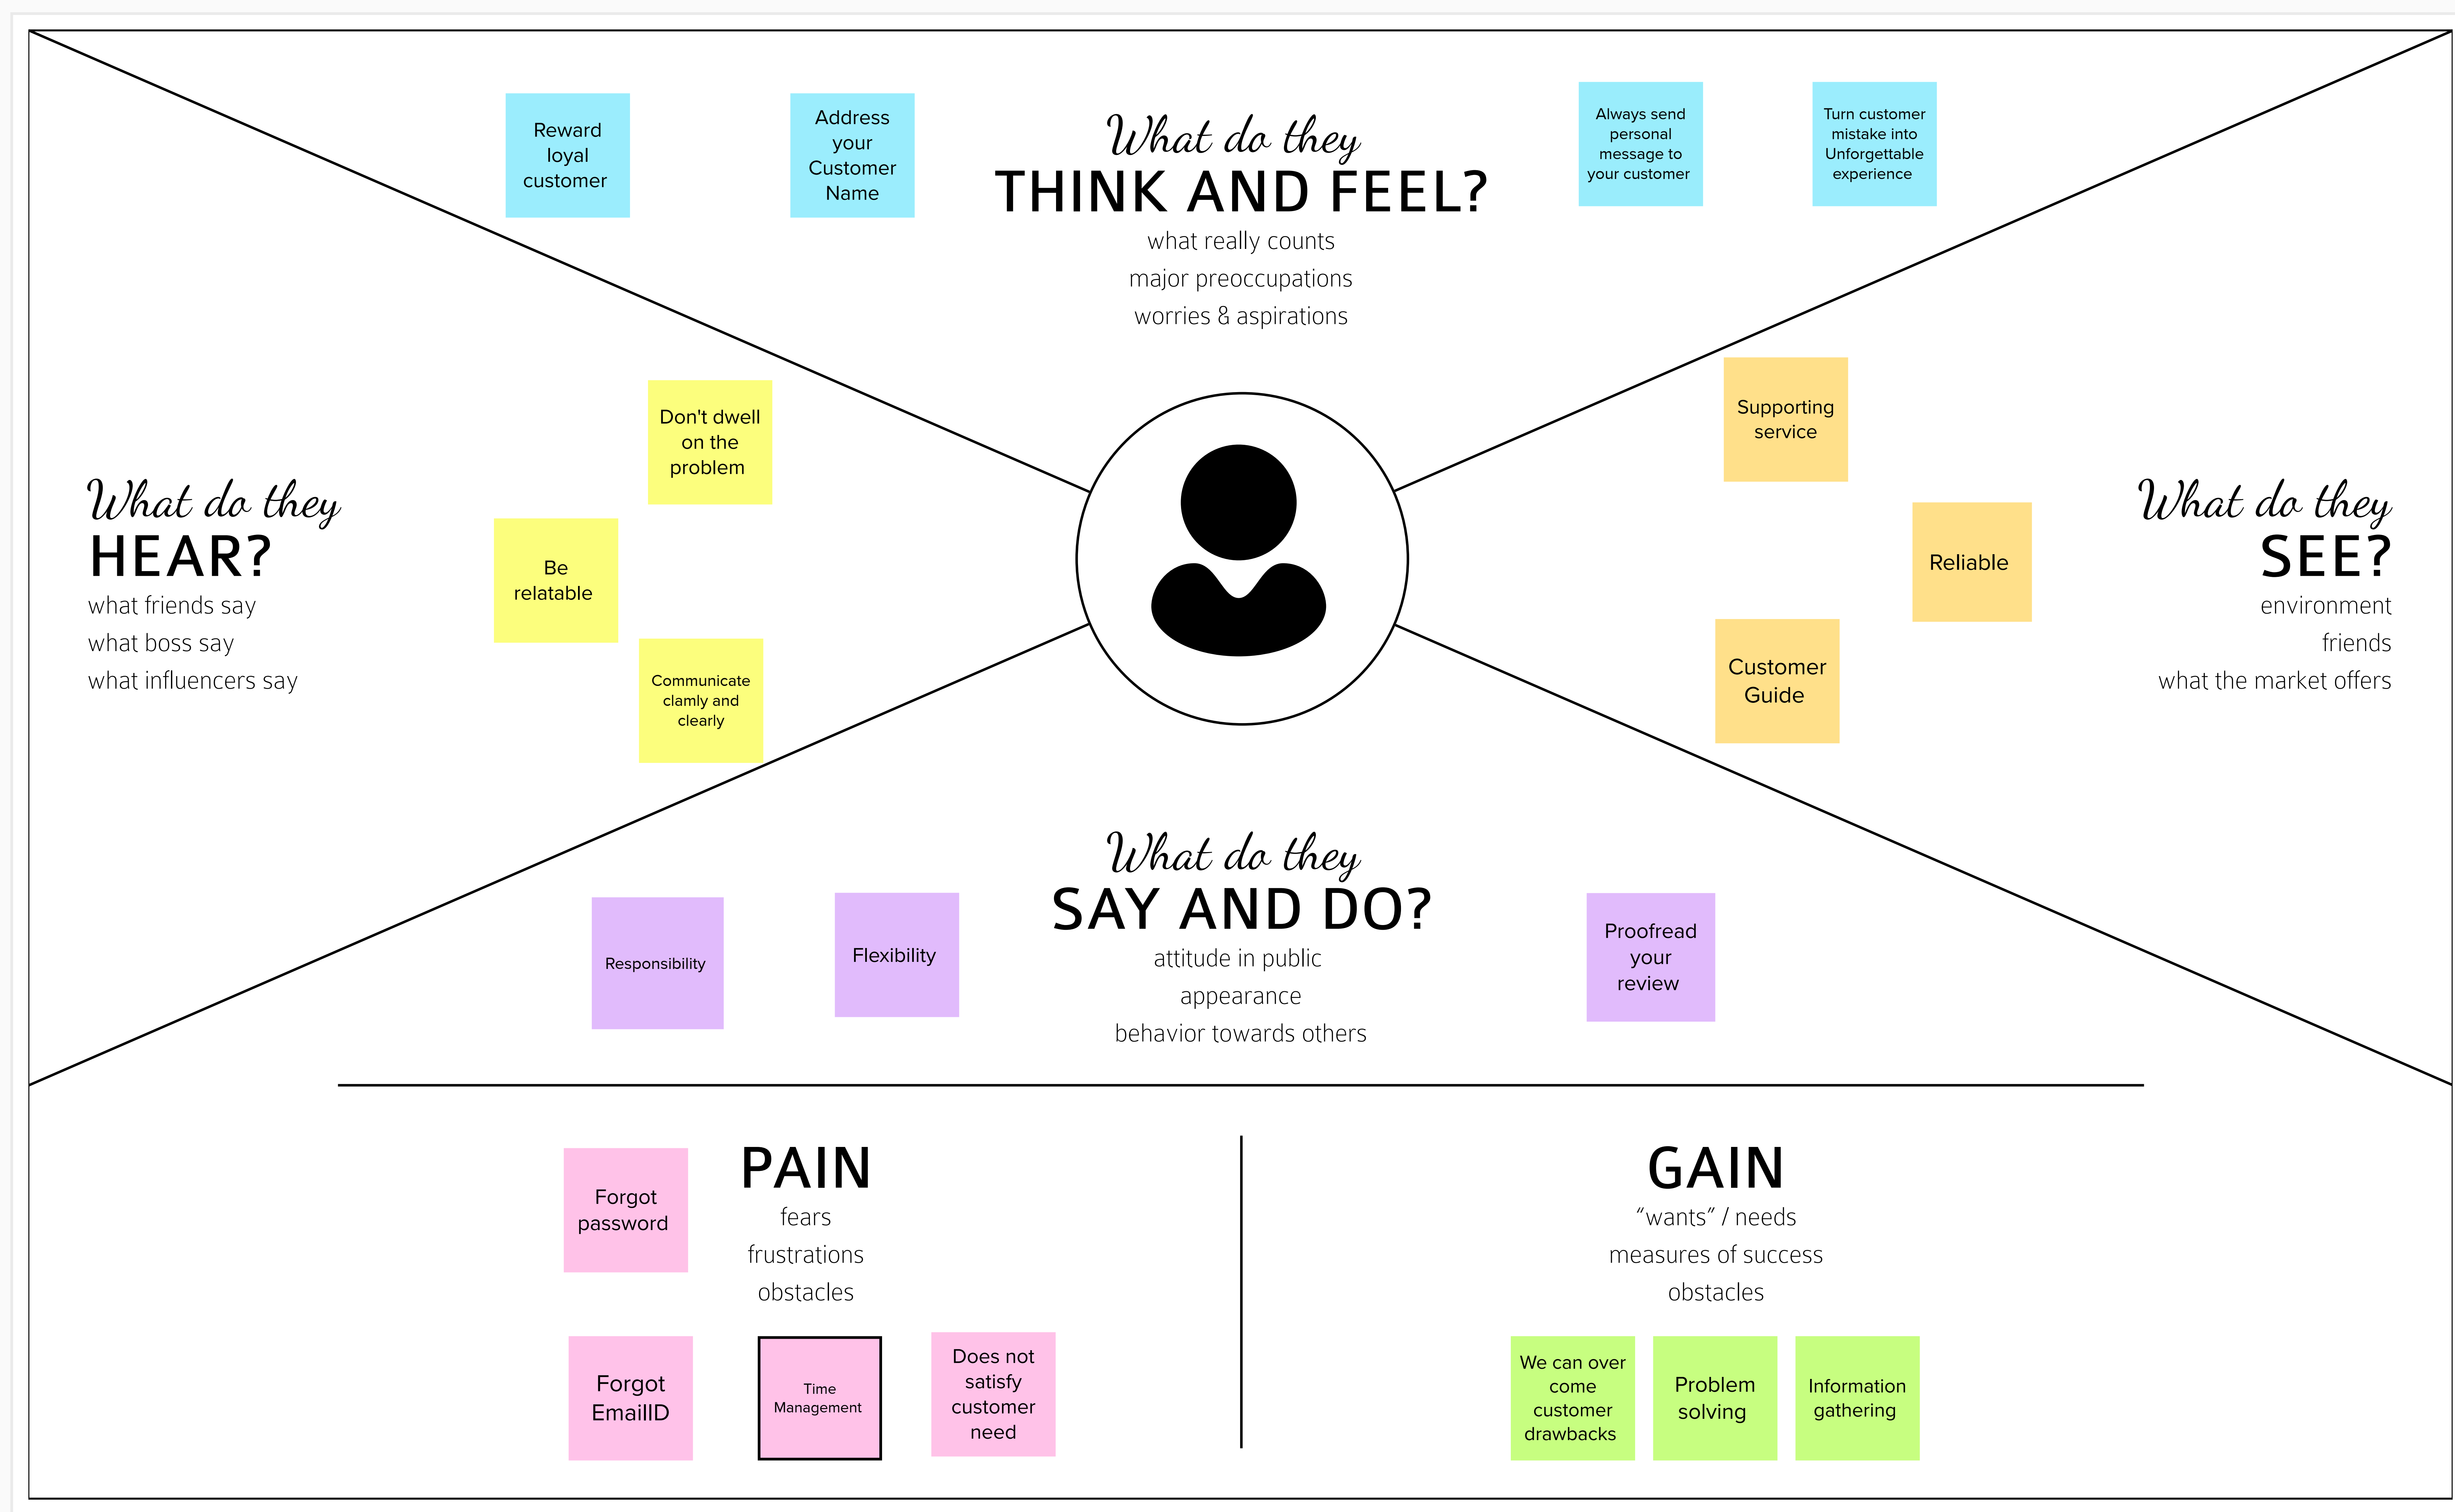 Reward
loyal
customer
Address
your
Customer
Name
What do they
THINK AND FEEL?
what really counts
major preoccupations
worries & aspirations
Always send
personal
message to
your customer
Turn customer
mistake into
Unforgettable
experience
What do they
HEAR?
what friends say
what boss say
what influencers say
Don't dwell
on the
problem
Be
relatable
Communicate
clamly and
clearly
Supporting
service
Reliable
Customer
Guide
What do they
SEE?
environment
friends
what the market offers
What do they
SAY AND DO?
attitude in public
appearance
behavior towards others
Responsibility
Flexibility
Proofread
your
review
PAIN
fears
frustrations
obstacles
Forgot
password
Forgot
EmailID
Time
Management
Does not
satisfy
customer
need
GAIN
“wants” / needs
measures of success
obstacles
We can over
come
customer
drawbacks
Problem
solving
Information
gathering